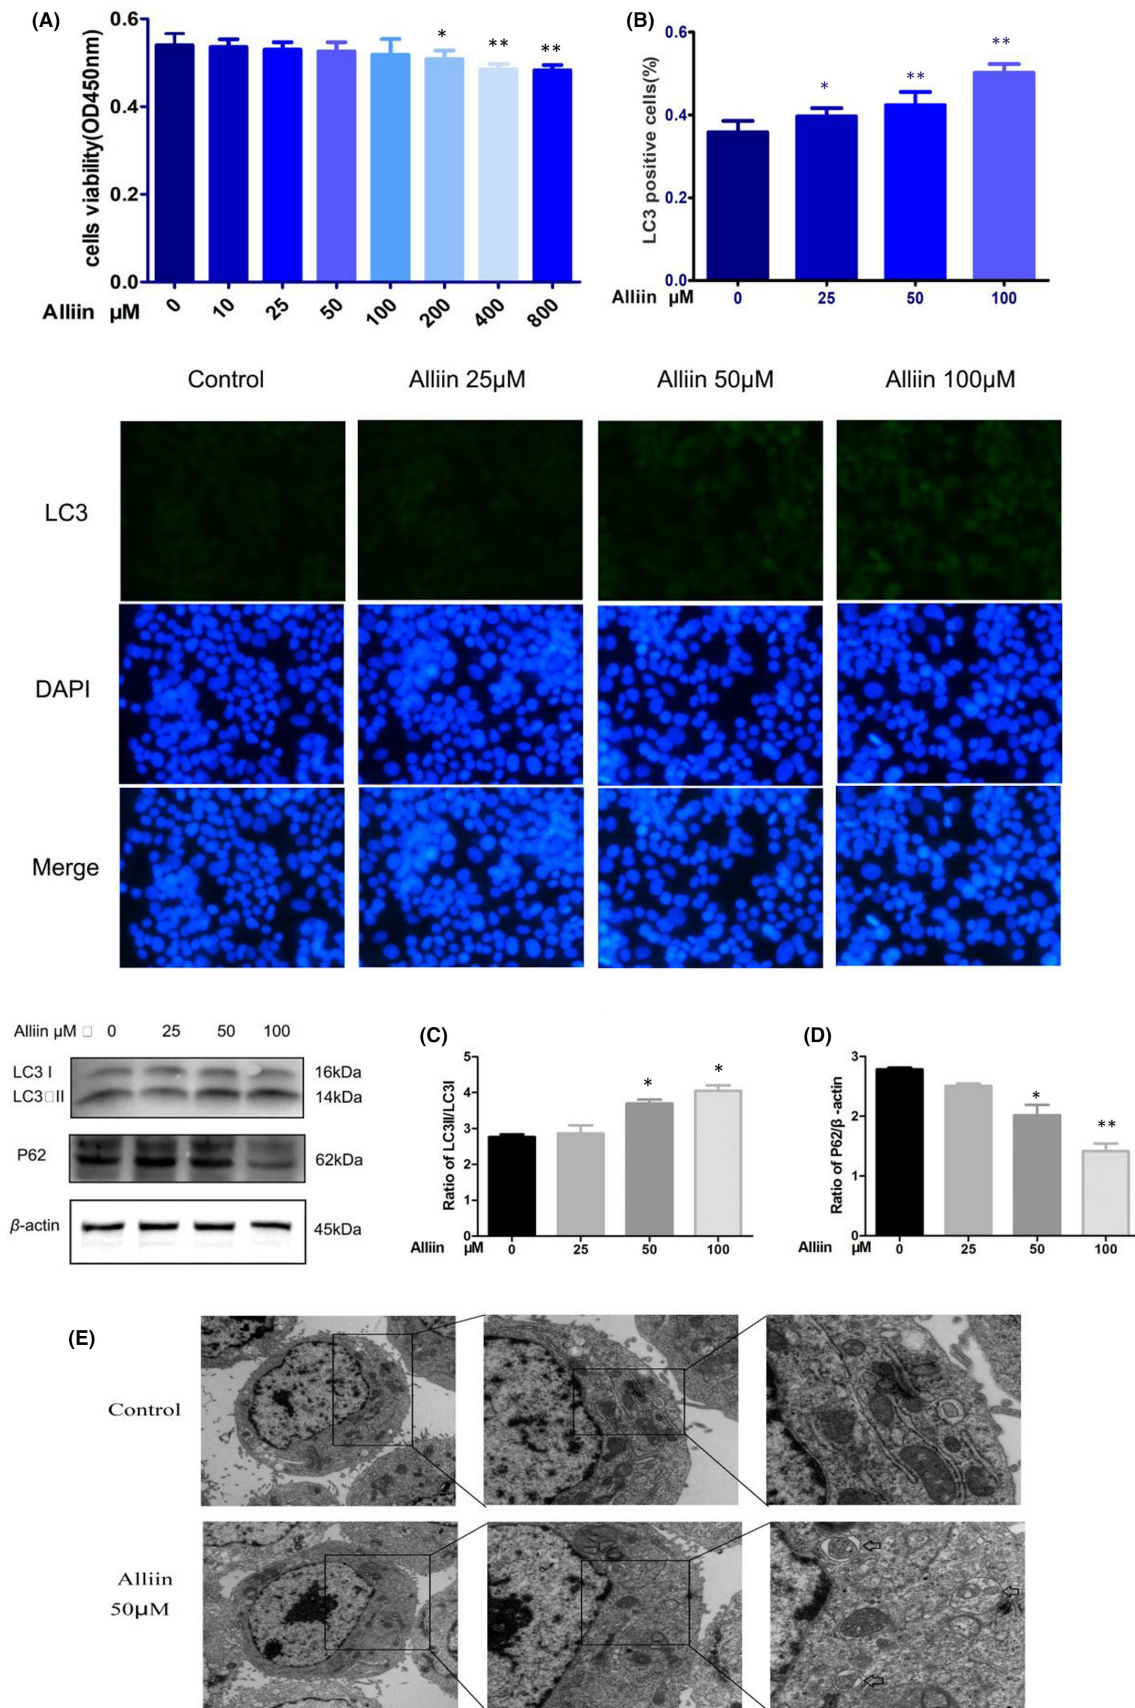 (A)
cells viability(OD450nm)
0.6
0.4
0.2
0.0
* ** **
Alliin μM 0 10 25 50 100 200 400 800
(B)
LC3 positive cells(%)
0.6
0.4
0.2
0.0
* ** **
Alliin μM 0 25 50 100
Control Alliin 25μM Alliin 50μM Alliin 100μM
LC3
DAPI
Merge
Alliin μM □ 0 25 50 100
LC3 I 16kDa
LC3□II 14kDa
P62 62kDa
β-actin 45kDa
(C)
Ratio of LC3II/LC3I
5
4
3
2
1
0
* *
Alliin μM 0 25 50 100
(D)
Ratio of P62/β -actin
3
2
1
0
* **
Alliin μM 0 25 50 100
(E)
Control
Alliin
50μM